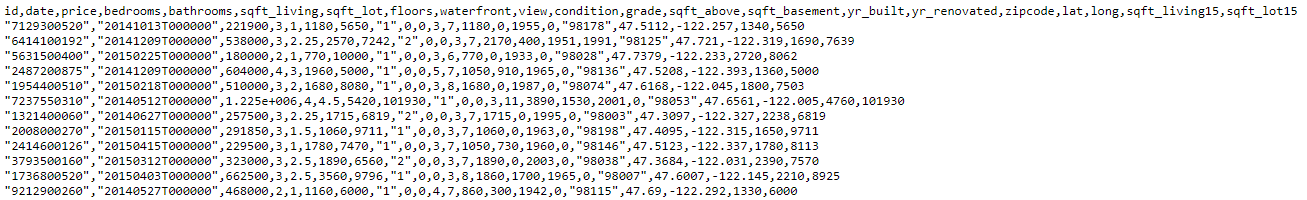 id,date,price,bedrooms,bathrooms,sqft_living,sqft_lot,floors,waterfront,view,condition,grade,sqft_above,sqft_basement,yr_built,yr_renovated,zipcode,lat,long,sqft_living15,sqft_lot15
"7129300520","20141013T000000",221900,3,1,1180,5650,"1",0,0,3,7,1180,0,1955,0,"98178",47.5112,-122.257,1340,5650
"6414100192","20141209T000000",538000,3,2.25,2570,7242,"2",0,0,3,7,2170,400,1951,1991,"98125",47.721,-122.319,1690,7639
"5631500400","20150225T000000",180000,2,1,770,10000,"1",0,0,3,6,770,0,1933,0,"98028",47.7379,-122.233,2720,8062
"2487200875","20141209T000000",604000,4,3,1960,5000,"1",0,0,5,7,1050,910,1965,0,"98136",47.5208,-122.393,1360,5000
"1954400510","20150218T000000",510000,3,2,1680,8080,"1",0,0,3,8,1680,0,1987,0,"98074",47.6168,-122.045,1800,7503
"7237550310","20140512T000000",1.225e+006,4,4.5,5420,101930,"1",0,0,3,11,3890,1530,2001,0,"98053",47.6561,-122.005,4760,101930
"1321400060","20140627T000000",257500,3,2.25,1715,6819,"2",0,0,3,7,1715,0,1995,0,"98003",47.3097,-122.327,2238,6819
"2008000270","20150115T000000",291850,3,1.5,1060,9711,"1",0,0,3,7,1060,0,1963,0,"98198",47.4095,-122.315,1650,9711
"2414600126","20150415T000000",229500,3,1,1780,7470,"1",0,0,3,7,1050,730,1960,0,"98146",47.5123,-122.337,1780,8113
"3793500160","20150312T000000",323000,3,2.5,1890,6560,"2",0,0,3,7,1890,0,2003,0,"98038",47.3684,-122.031,2390,7570
"1736800520","20150403T000000",662500,3,2.5,3560,9796,"1",0,0,3,8,1860,1700,1965,0,"98007",47.6007,-122.145,2210,8925
"9212900260","20140527T000000",468000,2,1,1160,6000,"1",0,0,4,7,860,300,1942,0,"98115",47.69,-122.292,1330,6000